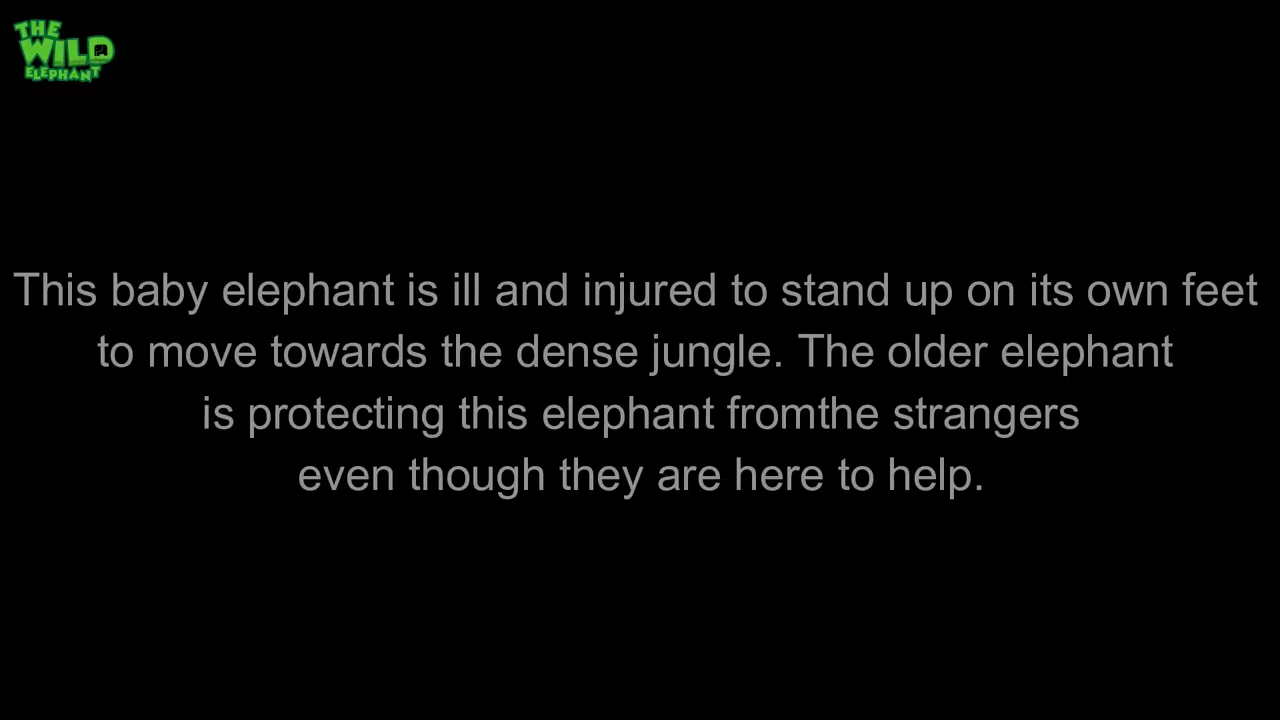 THE
WILD
ELEPHANT
This baby elephant is ill and injured to stand up on its own feet
to move towards the dense jungle. The older elephant
is protecting this elephant fromthe strangers
even though they are here to help.